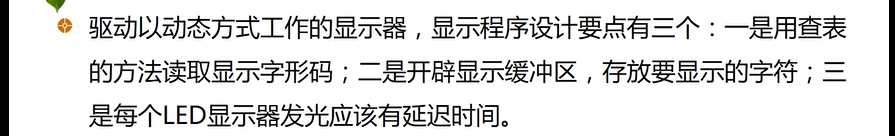 驱动以动态方式工作的显示器，显示程序设计要点有三个：一是用查表
的方法读取显示字形码；二是开辟显示缓冲区，存放要显示的字符；三
是每个LED显示器发光应该有延迟时间。